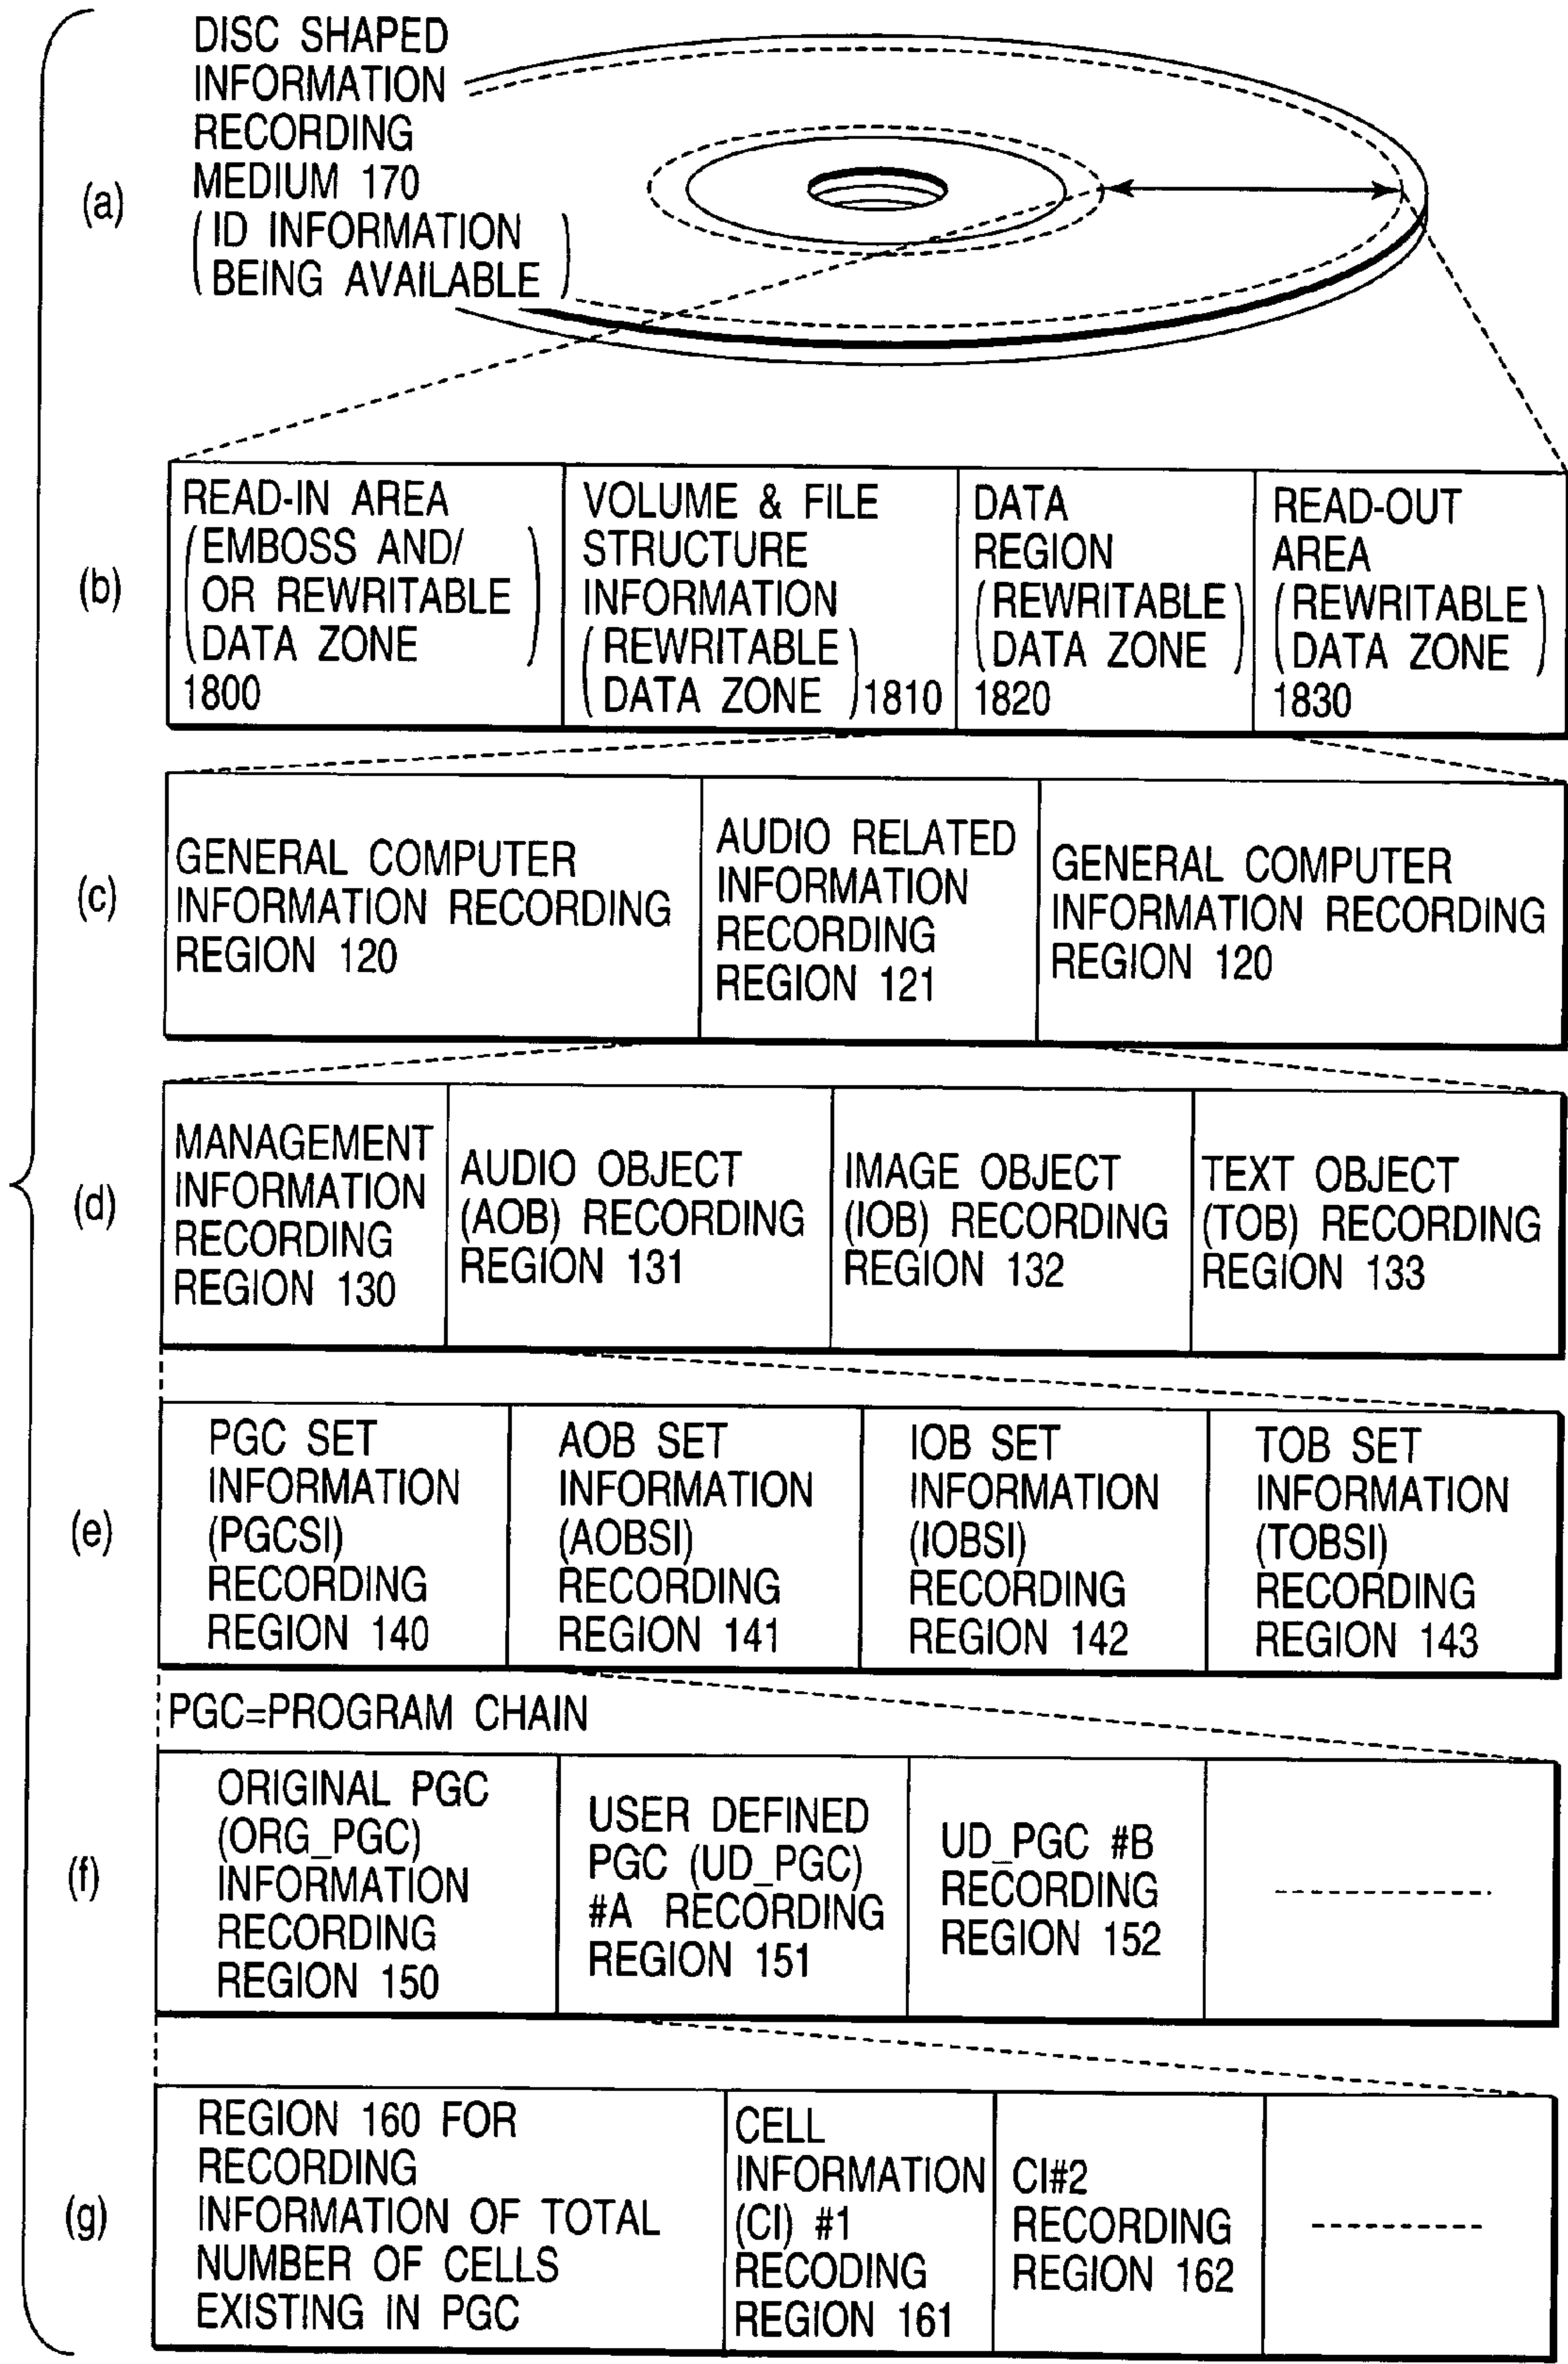 DISC SHAPED
INFORMATION
RECORDING
MEDIUM 170
(ID INFORMATION
BEING AVAILABLE)
(a)
READ-IN AREA
(EMBOSS AND/
OR REWRITABLE
DATA ZONE)
1800
VOLUME & FILE
STRUCTURE
INFORMATION
(REWRITABLE
DATA ZONE)1810
DATA
REGION
(REWRITABLE
DATA ZONE)
1820
READ-OUT
AREA
(REWRITABLE
DATA ZONE)
1830
(b)
GENERAL COMPUTER
INFORMATION RECORDING
REGION 120
AUDIO RELATED
INFORMATION
RECORDING
REGION 121
GENERAL COMPUTER
INFORMATION RECORDING
REGION 120
(c)
MANAGEMENT
INFORMATION
RECORDING
REGION 130
AUDIO OBJECT
(AOB) RECORDING
REGION 131
IMAGE OBJECT
(IOB) RECORDING
REGION 132
TEXT OBJECT
(TOB) RECORDING
REGION 133
(d)
PGC SET
INFORMATION
(PGCSI)
RECORDING
REGION 140
AOB SET
INFORMATION
(AOBSI)
RECORDING
REGION 141
IOB SET
INFORMATION
(IOBSI)
RECORDING
REGION 142
TOB SET
INFORMATION
(TOBSI)
RECORDING
REGION 143
(e)
PGC=PROGRAM CHAIN
ORIGINAL PGC
(ORG_PGC)
INFORMATION
RECORDING
REGION 150
USER DEFINED
PGC (UD_PGC)
#A RECORDING
REGION 151
UD_PGC #B
RECORDING
REGION 152
(f)
REGION 160 FOR
RECORDING
INFORMATION OF TOTAL
NUMBER OF CELLS
EXISTING IN PGC
CELL
INFORMATION
(CI) #1
RECODING
REGION 161
CI#2
RECORDING
REGION 162
(g)